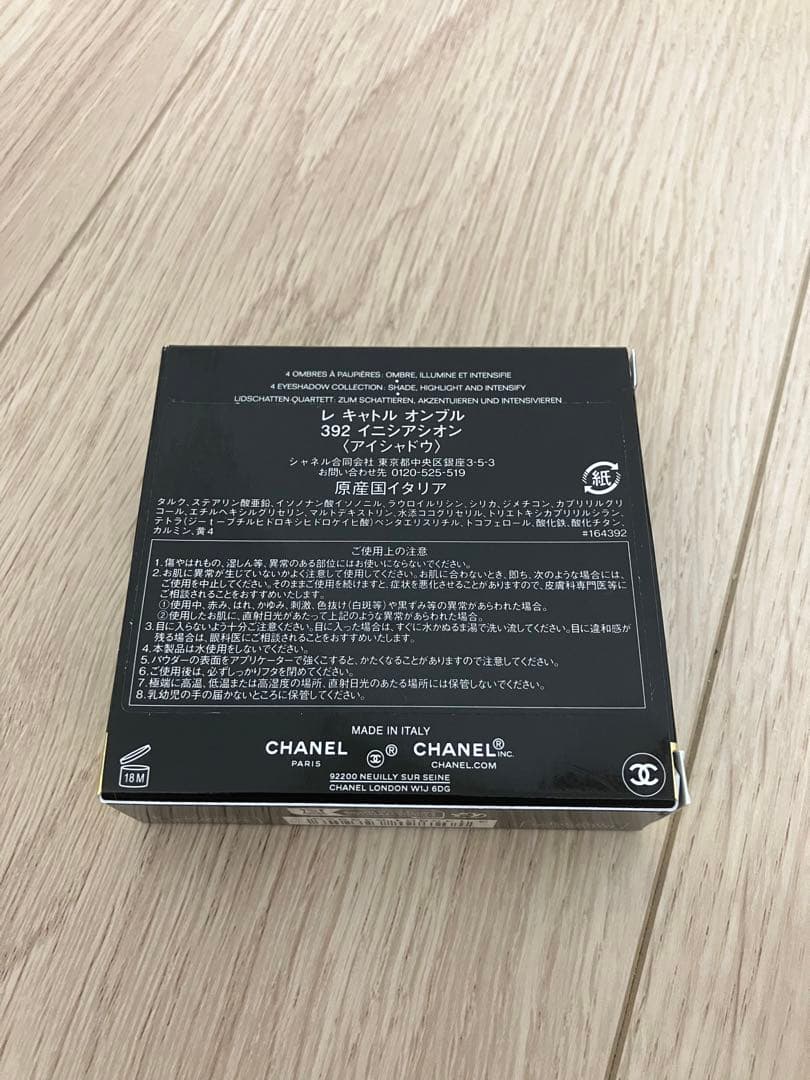 4 OMBRES À PAUPIÈRES: OMBRE, ILLUMINE ET INTENSIFIE
•
4 EYESHADOW COLLECTION: SHADE, HIGHLIGHT AND INTENSIFY
•
LIDSCHATTEN-QUARTETT: ZUM SCHATTIEREN, AKZENTUIEREN UND INTENSIVIEREN
レ キャトル オンブル
392 イニシアシオン
〈アイシャドウ〉
シャネル合同会社 東京都中央区銀座3-5-3
お問い合わせ先 0120-525-519
原産国イタリア
紙
タルク、ステアリン酸亜鉛、イソノナン酸イソノニル、ラウロイルリシン、シリカ、ジメチコン、カプリリルグリ
コール、エチルヘキシルグリセリン、マルトデキストリン、水添ココグリセリル、トリエトキシカプリリルシラン、
テトラ(ジ-t-ブチルヒドロキシヒドロケイヒ酸)ペンタエリスリチル、トコフェロール、酸化鉄、酸化チタン、
カルミン、黄4
#164392
ご使用上の注意
1. 傷やはれもの、湿しん等、異常のある部位にはお使いにならないでください。
2. お肌に異常が生じていないかよく注意して使用してください。お肌に合わないとき、即ち、次のような場合には、
ご使用を中止してください。そのままご使用を続けますと、症状を悪化させることがありますので、皮膚科専門医等に
ご相談されることをおすすめいたします。
①使用中、赤み、はれ、かゆみ、刺激、色抜け(白斑等)や黒ずみ等の異常があらわれた場合。
②使用したお肌に、直射日光があたって上記のような異常があらわれた場合。
3. 目に入らないよう十分ご注意ください。目に入った場合は、すぐに水かぬるま湯で洗い流してください。目に違和感が
残る場合は、眼科医にご相談されることをおすすめいたします。
4. 本製品は水使用をしないでください。
5. パウダーの表面をアプリケーターで強くこすると、かたくなることがありますので注意してください。
6. ご使用後は、必ずしっかりフタを閉めてください。
7. 極端に高温、低温または高湿度の場所、直射日光のあたる場所には保管しないでください。
8. 乳幼児の手の届かないところに保管してください。
MADE IN ITALY
CHANEL ® CHANEL® INC.
PARIS CHANEL.COM
92200 NEUILLY SUR SEINE
CHANEL LONDON W1J 6DG
18 M